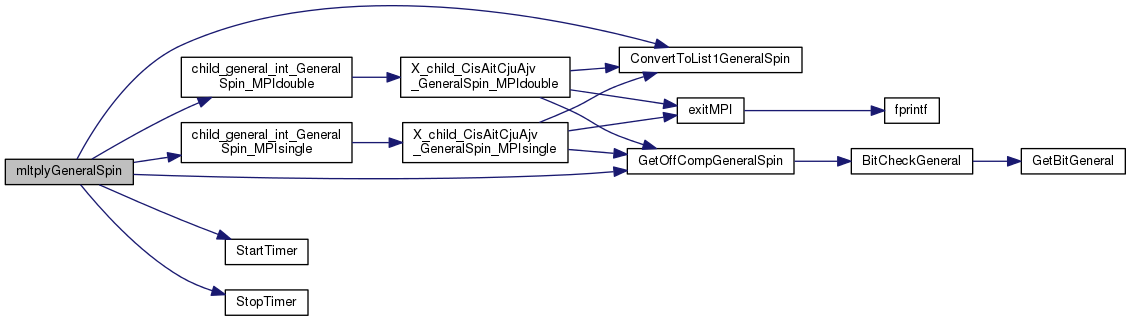 mltplyGeneralSpin
child_general_int_General
Spin_MPIdouble
child_general_int_General
Spin_MPIsingle
StartTimer
StopTimer
X_child_CisAitCjuAjv
_GeneralSpin_MPIdouble
X_child_CisAitCjuAjv
_GeneralSpin_MPIsingle
ConvertToList1GeneralSpin
exitMPI
GetOffCompGeneralSpin
fprintf
BitCheckGeneral
GetBitGeneral